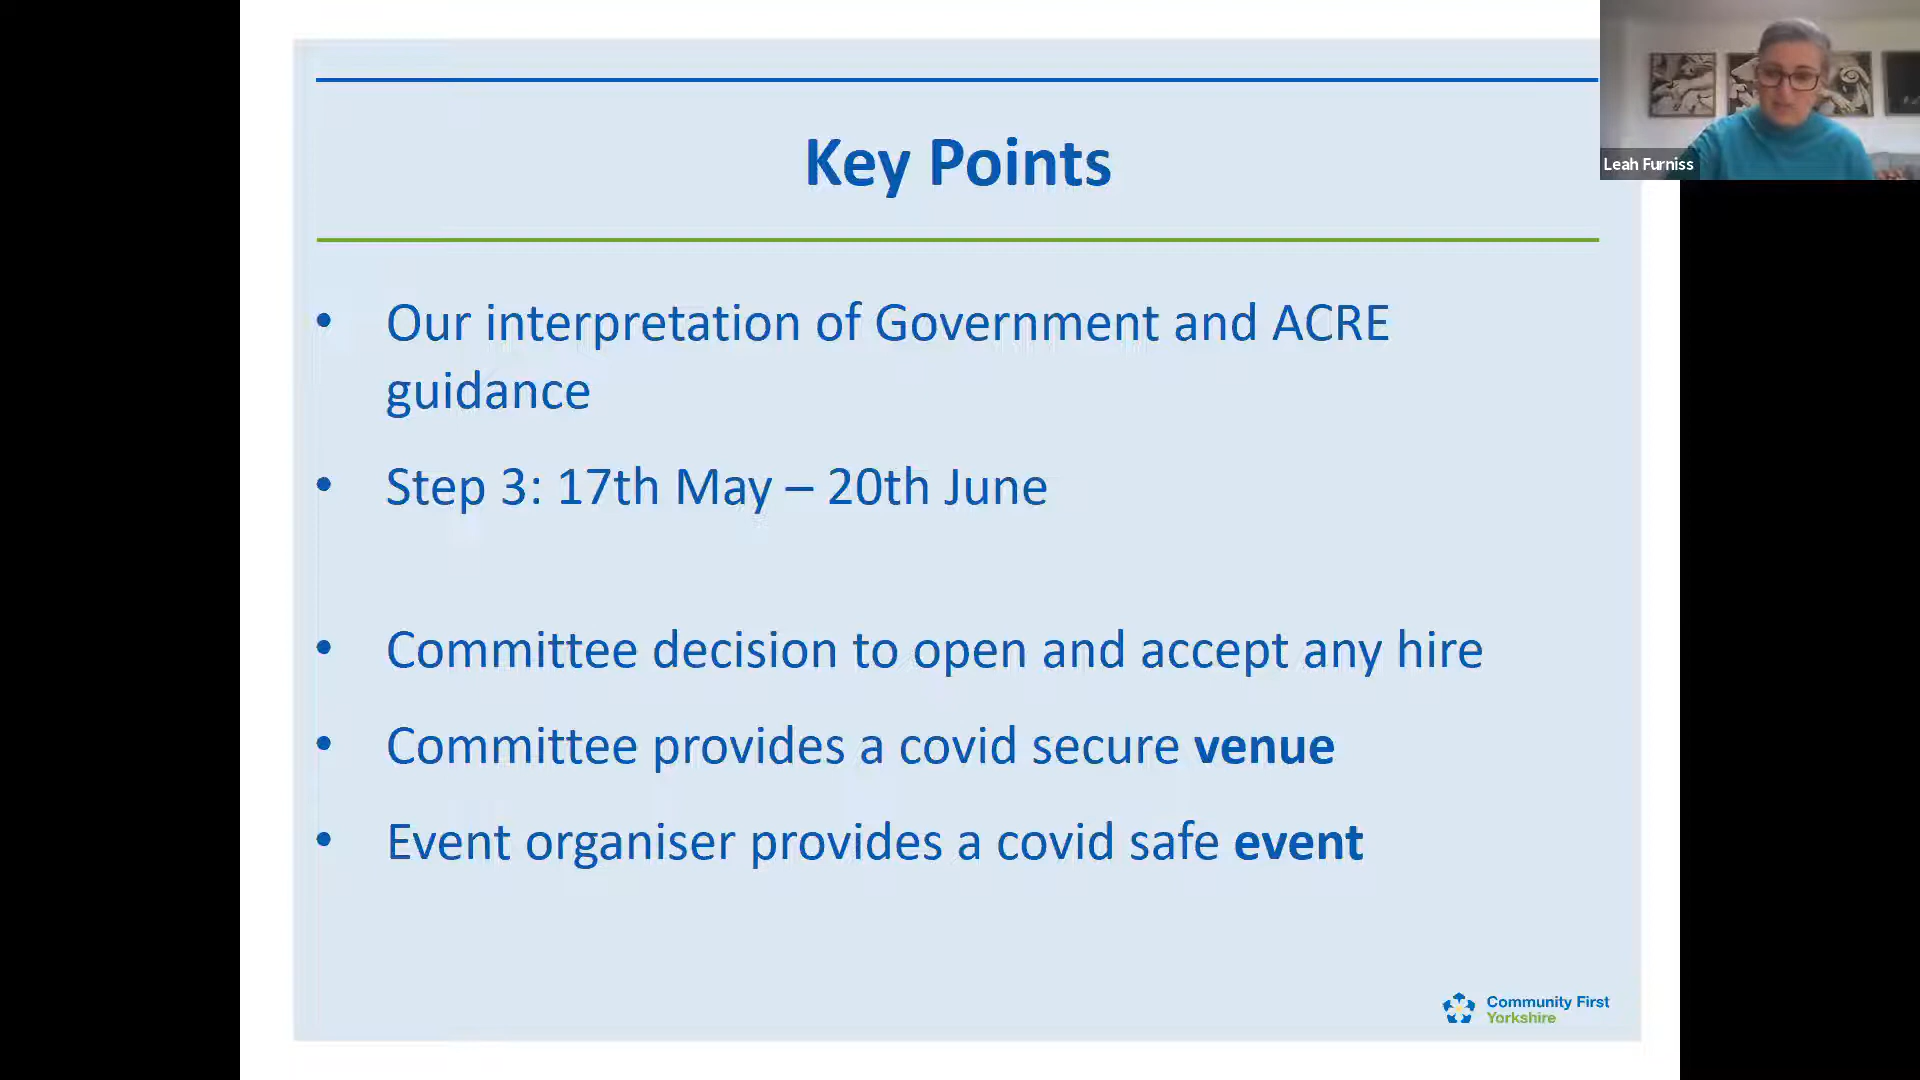 Key Points
Leah Furniss
• Our interpretation of Government and ACRE
guidance
• Step 3: 17th May – 20th June
• Committee decision to open and accept any hire
• Committee provides a covid secure venue
• Event organiser provides a covid safe event
Community First
Yorkshire